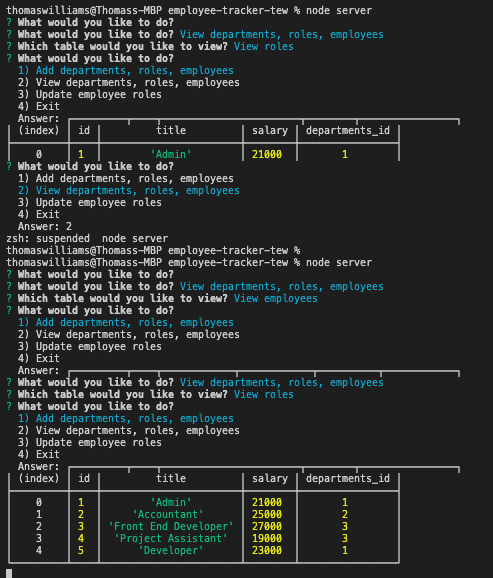 thomaswilliams@Thomass-MBP employee-tracker-tew % node server
? What would you like to do?
? What would you like to do? View departments, roles, employees
? Which table would you like to view? View roles
? What would you like to do?
1) Add departments, roles, employees
2) View departments, roles, employees
3) Update employee roles
4) Exit
Answer:
(index) id title salary departments_id
0 1 'Admin' 21000 1
? What would you like to do?
1) Add departments, roles, employees
2) View departments, roles, employees
3) Update employee roles
4) Exit
Answer: 2
zsh: suspended  node server
thomaswilliams@Thomass-MBP employee-tracker-tew %
thomaswilliams@Thomass-MBP employee-tracker-tew % node server
? What would you like to do?
? What would you like to do? View departments, roles, employees
? Which table would you like to view? View employees
? What would you like to do?
1) Add departments, roles, employees
2) View departments, roles, employees
3) Update employee roles
4) Exit
Answer:
? What would you like to do? View departments, roles, employees
? Which table would you like to view? View roles
? What would you like to do?
1) Add departments, roles, employees
2) View departments, roles, employees
3) Update employee roles
4) Exit
Answer:
(index) id title salary departments_id
0 1 'Admin' 21000 1
1 2 'Accountant' 25000 2
2 3 'Front End Developer' 27000 3
3 4 'Project Assistant' 19000 3
4 5 'Developer' 23000 1